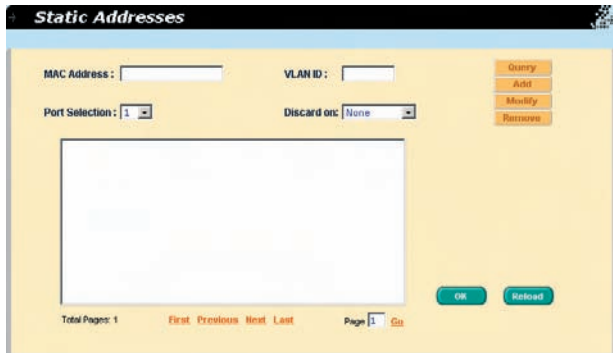 Static Addresses
MAC Address :
VLAN ID :
Query
Add
Modify
Remove
Port Selection : 1
Discard on: None
OK
Reload
Total Pages: 1
First Previous Next Last
Page 1 Go